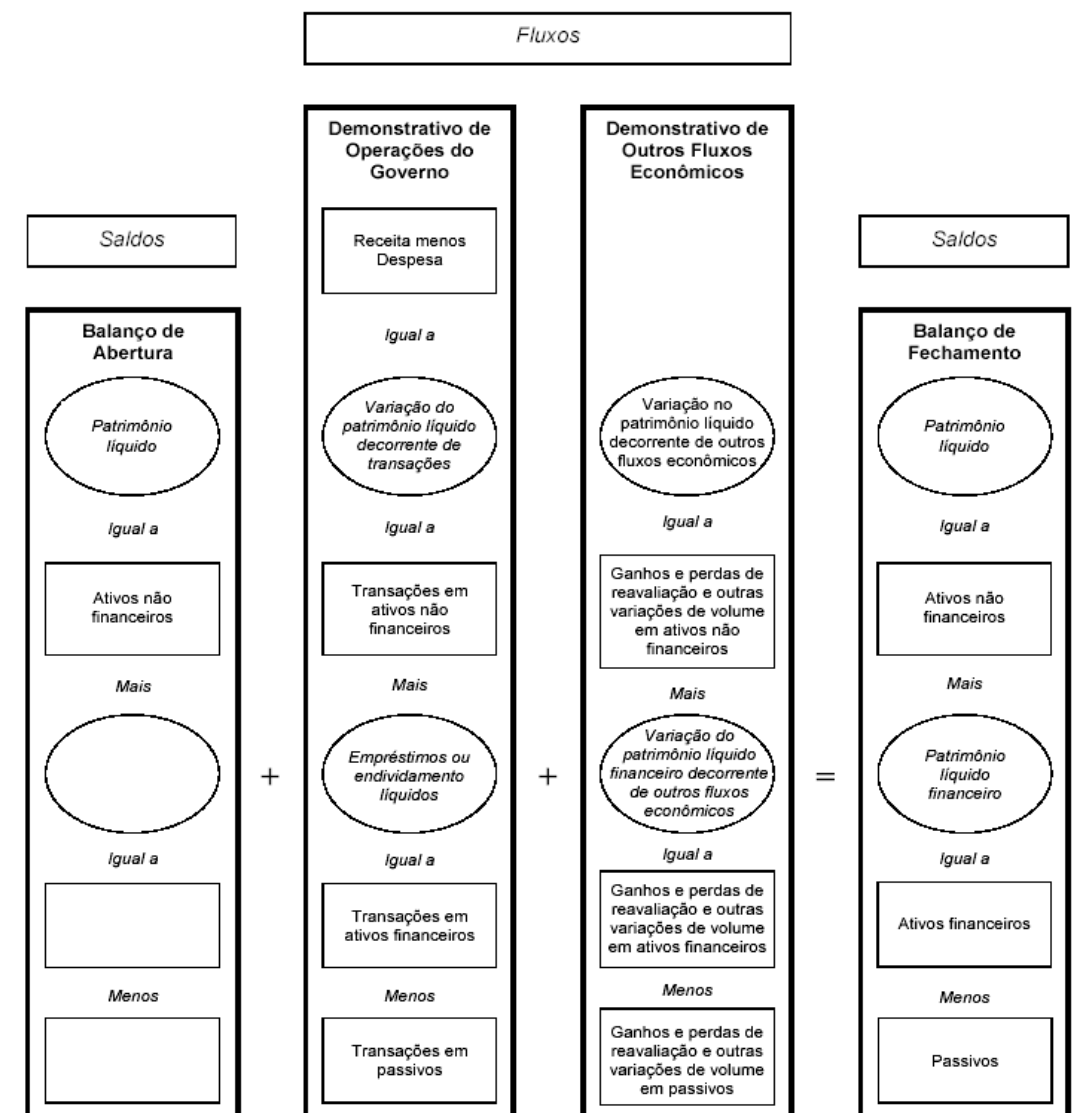 Fluxos
Saldos
Balanço de
Abertura
Patrimônio
líquido
Igual a
Ativos não
financeiros
Mais
Igual a
Menos
+
Demonstrativo de
Operações do
Governo
Receita menos
Despesa
Igual a
Variação do
patrimônio líquido
decorrente de
transações
Igual a
Transações em
ativos não
financeiros
Mais
Empréstimos ou
endividamento
líquidos
Igual a
Transações em
ativos financeiros
Menos
Transações em
passivos
+
Demonstrativo de
Outros Fluxos
Econômicos
Variação no
patrimônio líquido
decorrente de outros
fluxos econômicos
Igual a
Ganhos e perdas de
reavaliação e outras
variações de volume
em ativos não
financeiros
Mais
Variação do
patrimônio líquido
financeiro decorrente
de outros fluxos
econômicos
Igual a
Ganhos e perdas de
reavaliação e outras
variações de volume
em ativos financeiros
Menos
Ganhos e perdas de
reavaliação e outras
variações de volume
em passivos
=
Saldos
Balanço de
Fechamento
Patrimônio
líquido
Igual a
Ativos não
financeiros
Mais
Patrimônio
líquido
financeiro
Igual a
Ativos financeiros
Menos
Passivos